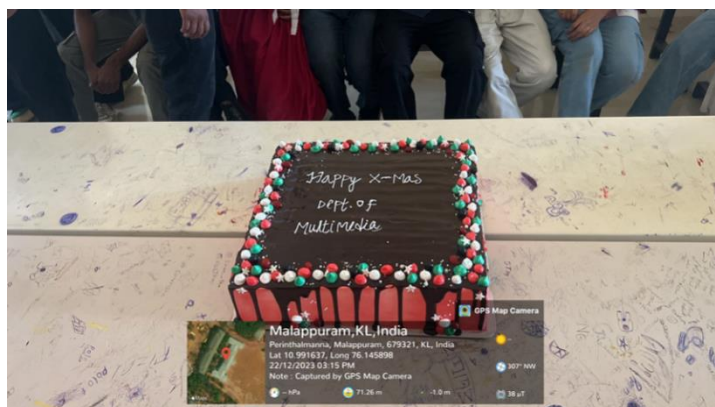 Happy X-Mas
Dept. of
Multimedia
GPS Map Camera
Malappuram,KL,India
Perinthalmanna, Malappuram, 679321, KL, India
Lat 10.991637, Long 76.145898
22/12/2023 03:15 PM
Note : Captured by GPS Map Camera
-- hPa
71.26 m
-1.0 m
307° NW
38 µT